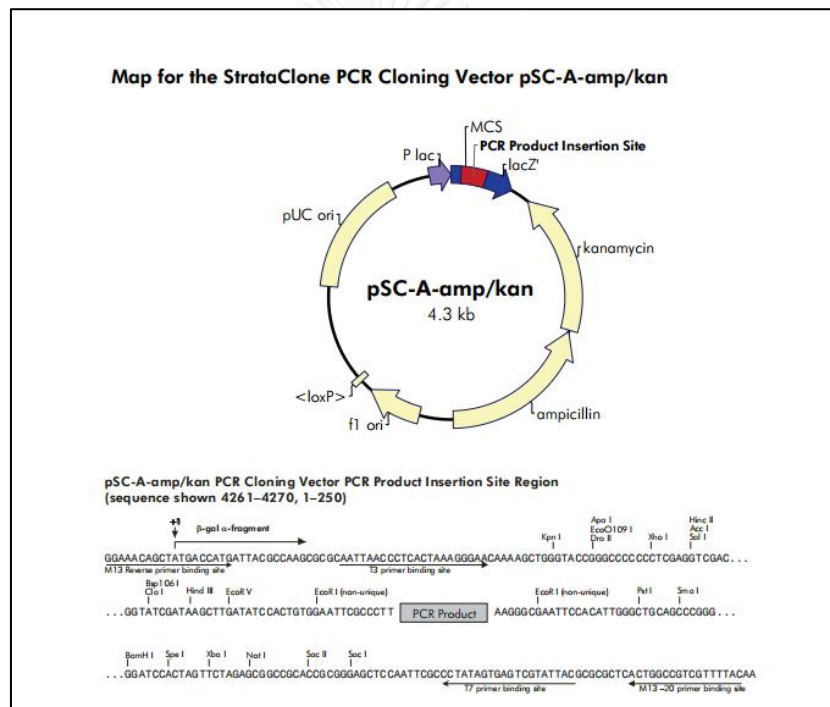 Map for the StrataClone PCR Cloning Vector pSC-A-amp/kan
MCS
PCR Product Insertion Site
P lac
lacZ'
pUC ori
kanamycin
pSC-A-amp/kan
4.3 kb
<loxP>
f1 ori
ampicillin
pSC-A-amp/kan PCR Cloning Vector PCR Product Insertion Site Region
(sequence shown 4261–4270, 1–250)
+1
β-gal α-fragment
Apa I Hinc II
EcoO109 I Acc I
Kpn I Dra II Xho I Sal I
GGAAACAGCTATGACCATGATTACGCCAAGCGCGCAATTAACCCTCACTAAAGGGAACAAAAGCTGGGTACCGGGCCCCCCCTCGAGGTCGAC...
M13 Reverse primer binding site T3 primer binding site
Bsp106 I
Cla I Hind III EcoR V EcoR I (non-unique) EcoR I (non-unique) Pst I Sma I
...GGTATCGATAAGCTTGATATCCACTGTGGAATTCGCCCTT PCR Product AAGGGCGAATTCCACATTGGGCTGCAGCCCGGG...
BamH I Spe I Xba I Not I Sac II Sac I
...GGATCCACTAGTTCTAGAGCGGCCGCACCGCGGGAGCTCCAATTCGCCCTATAGTGAGTCGTATTACGCGCGCTCACTGGCCGTCGTTTTACAA
T7 primer binding site M13 –20 primer binding site